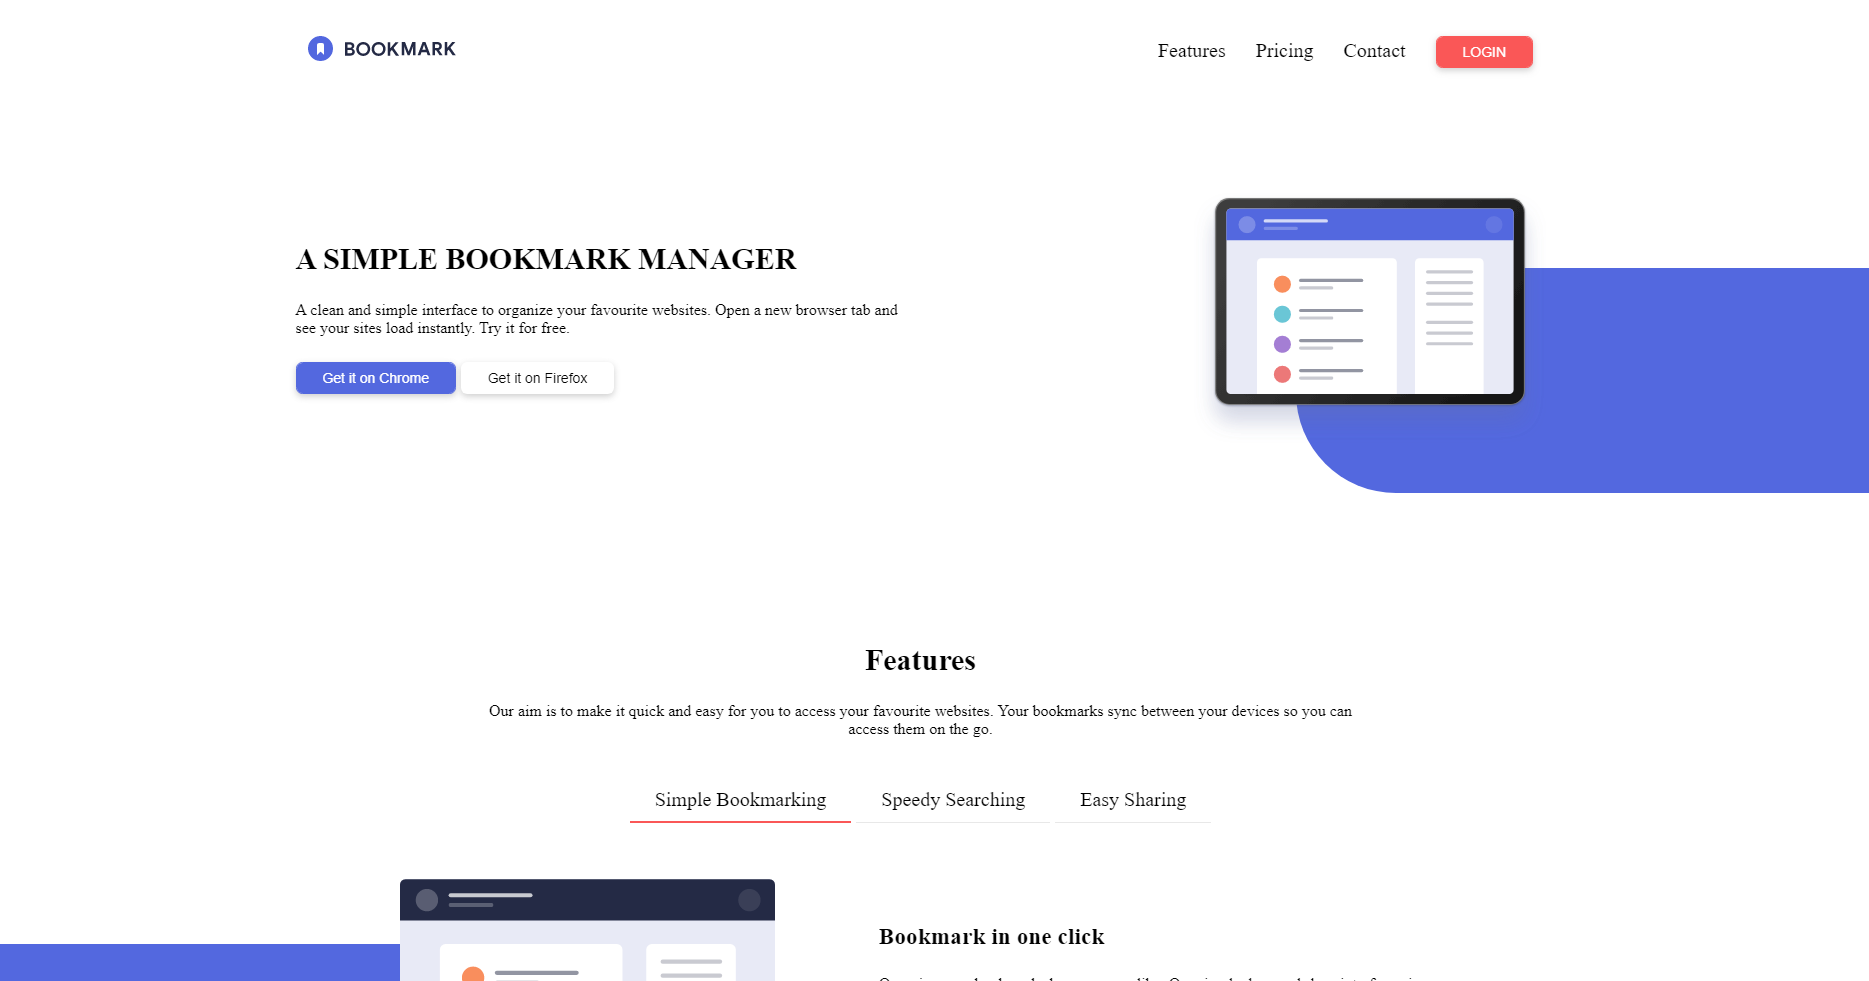 BOOKMARK
Features Pricing Contact LOGIN
A SIMPLE BOOKMARK MANAGER
A clean and simple interface to organize your favourite websites. Open a new browser tab and
see your sites load instantly. Try it for free.
Get it on Chrome Get it on Firefox
Features
Our aim is to make it quick and easy for you to access your favourite websites. Your bookmarks sync between your devices so you can
access them on the go.
Simple Bookmarking Speedy Searching Easy Sharing
Bookmark in one click